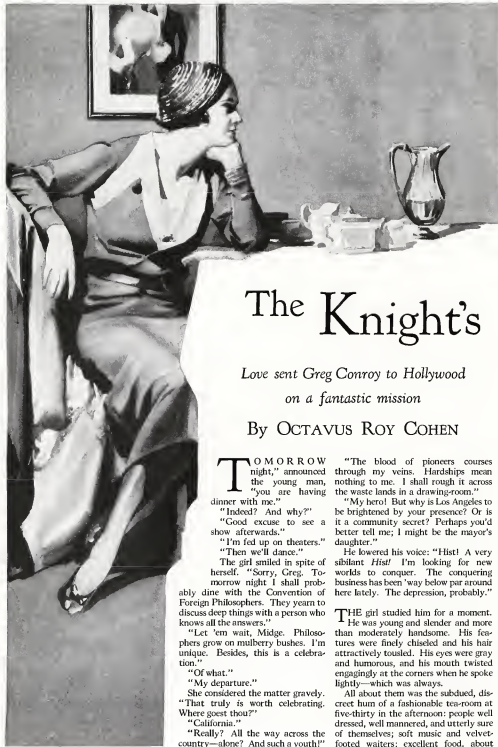 The Knight's
Love sent Greg Conroy to Hollywood
on a fantastic mission
By OCTAVUS ROY COHEN
TOMORROW
night," announced
the young man,
"you are having
dinner with me."
"Indeed? And why?"
"Good excuse to see a
show afterwards."
"I'm fed up on theaters."
"Then we'll dance."
The girl smiled in spite of
herself. "Sorry, Greg. To-
morrow night I shall prob-
ably dine with the Convention of
Foreign Philosophers. They yearn to
discuss deep things with a person who
knows all the answers."
"Let 'em wait, Midge. Philoso-
phers grow on mulberry bushes. I'm
unique. Besides, this is a celebra-
tion."
"Of what."
"My departure."
She considered the matter gravely.
"That truly is worth celebrating.
Where goest thou?"
"California."
"Really? All the way across the
country—alone? And such a youth!"
"The blood of pioneers courses
through my veins. Hardships mean
nothing to me. I shall rough it across
the waste lands in a drawing-room."
"My hero! But why is Los Angeles to
be brightened by your presence? Or is
it a community secret? Perhaps you'd
better tell me; I might be the mayor's
daughter."
He lowered his voice: "Hist! A very
sibilant Hist! I'm looking for new
worlds to conquer. The conquering
business has been 'way below par around
here lately. The depression, probably."
THE girl studied him for a moment.
He was young and slender and more
than moderately handsome. His fea-
tures were finely chiseled and his hair
attractively tousled. His eyes were gray
and humorous, and his mouth twisted
engagingly at the corners when he spoke
lightly—which was always.
All about them was the subdued, dis-
creet hum of a fashionable tea-room at
five-thirty in the afternoon: people well
dressed, well mannered, and utterly sure
of themselves; soft music and velvet-
footed waiters; excellent food, about